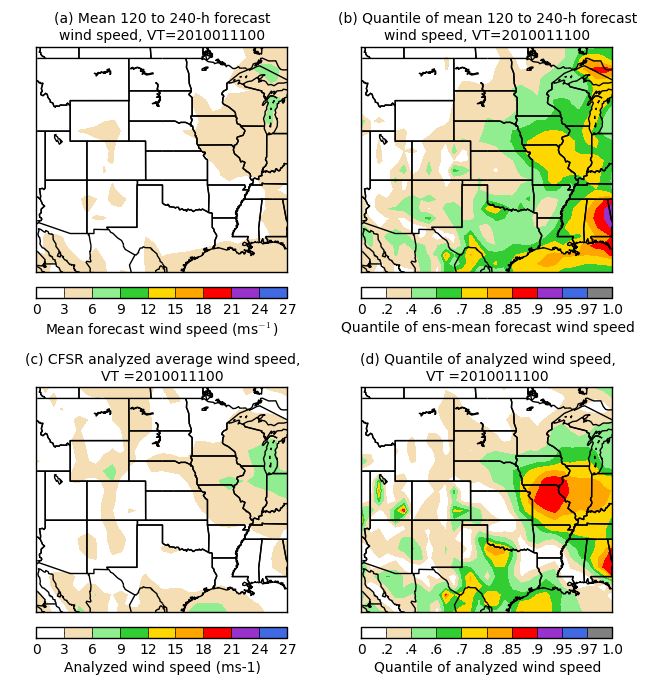 (a) Mean 120 to 240-h forecast
wind speed, VT=2010011100
(b) Quantile of mean 120 to 240-h forecast
wind speed, VT=2010011100
0 3 6 9 12 15 18 21 24 27
Mean forecast wind speed (ms⁻¹)
0 .2 .4 .6 .7 .8 .85 .9 .95 .97 1.0
Quantile of ens-mean forecast wind speed
(c) CFSR analyzed average wind speed,
VT =2010011100
(d) Quantile of analyzed wind speed,
VT =2010011100
0 3 6 9 12 15 18 21 24 27
Analyzed wind speed (ms-1)
0 .2 .4 .6 .7 .8 .85 .9 .95 .97 1.0
Quantile of analyzed wind speed